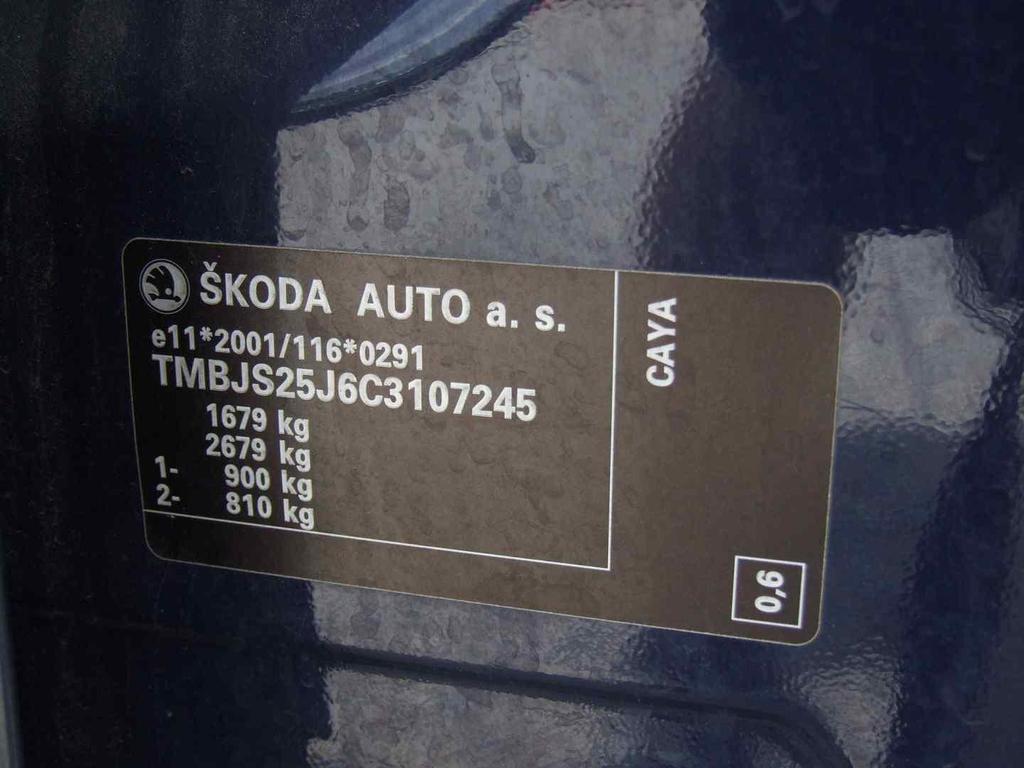 ŠKODA AUTO a. s.
e11*2001/116*0291
TMBJS25J6C3107245
1679 kg
2679 kg
1- 900 kg
2- 810 kg
CAYA
0,6